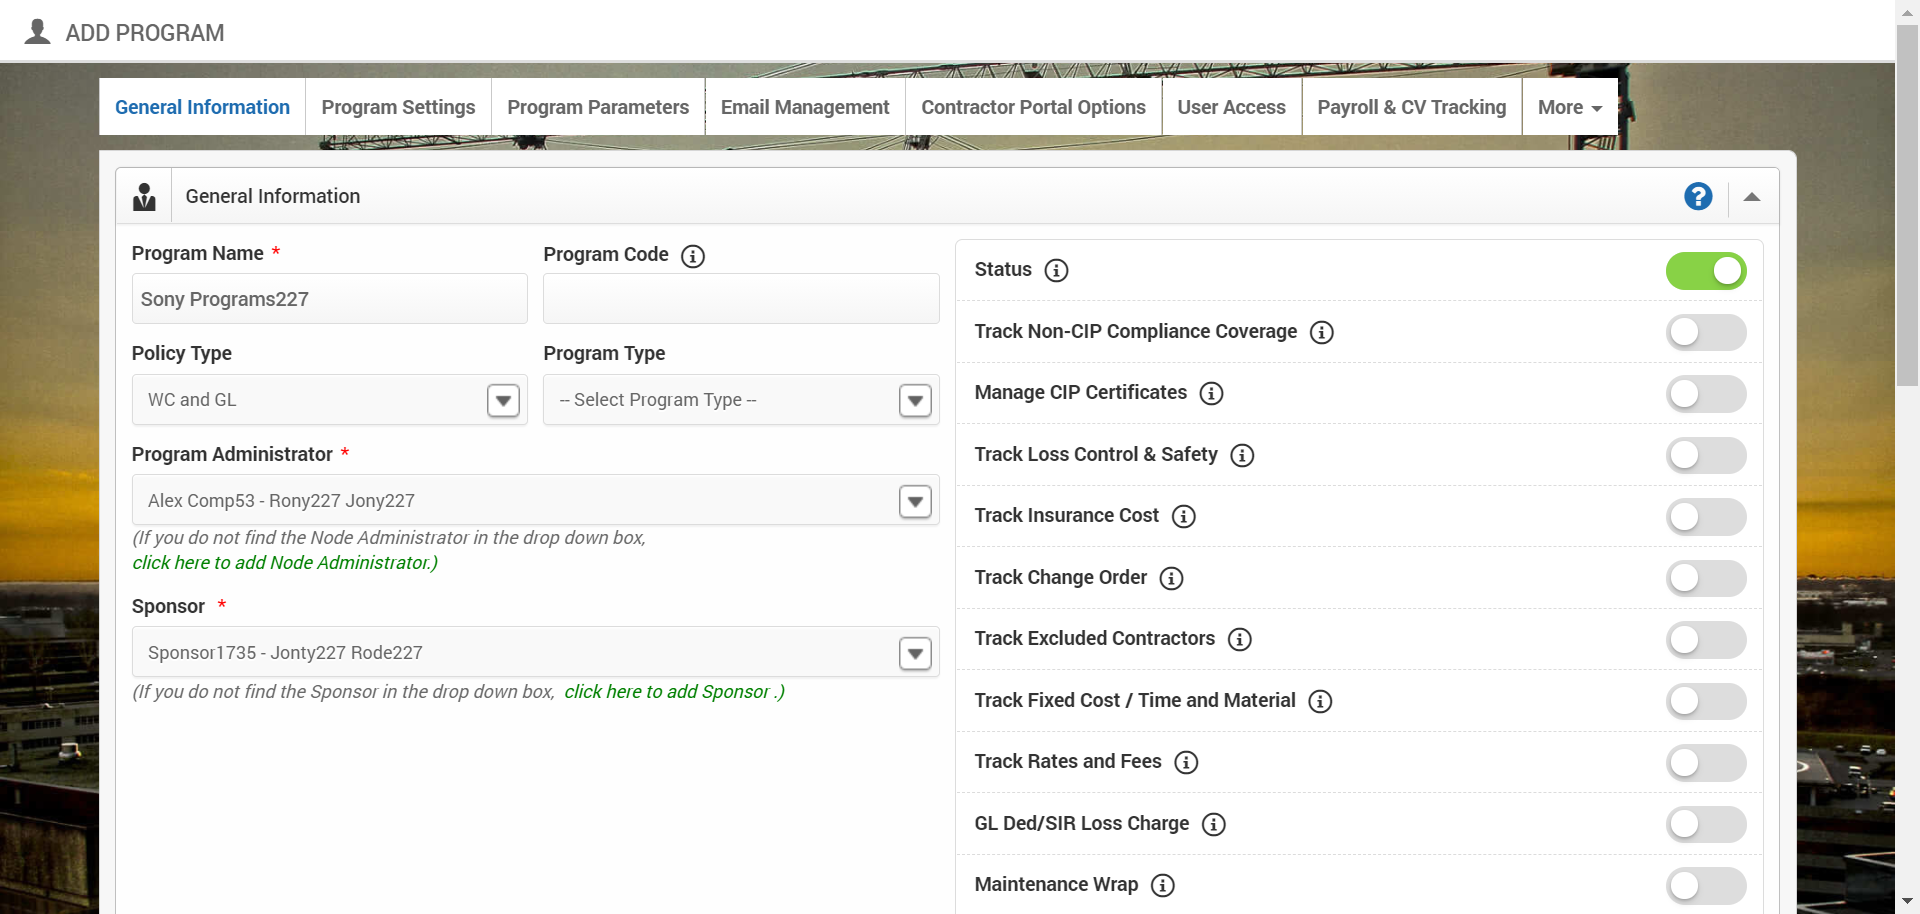 ADD PROGRAM
General Information
Program Settings
Program Parameters
Email Management
Contractor Portal Options
User Access
Payroll & CV Tracking
More
General Information
?
Program Name *
Program Code
Sony Programs227
Policy Type
Program Type
WC and GL
-- Select Program Type --
Program Administrator *
Alex Comp53 - Rony227 Jony227
(If you do not find the Node Administrator in the drop down box,
click here to add Node Administrator.)
Sponsor *
Sponsor1735 - Jonty227 Rode227
(If you do not find the Sponsor in the drop down box, click here to add Sponsor .)
Status
Track Non-CIP Compliance Coverage
Manage CIP Certificates
Track Loss Control & Safety
Track Insurance Cost
Track Change Order
Track Excluded Contractors
Track Fixed Cost / Time and Material
Track Rates and Fees
GL Ded/SIR Loss Charge
Maintenance Wrap